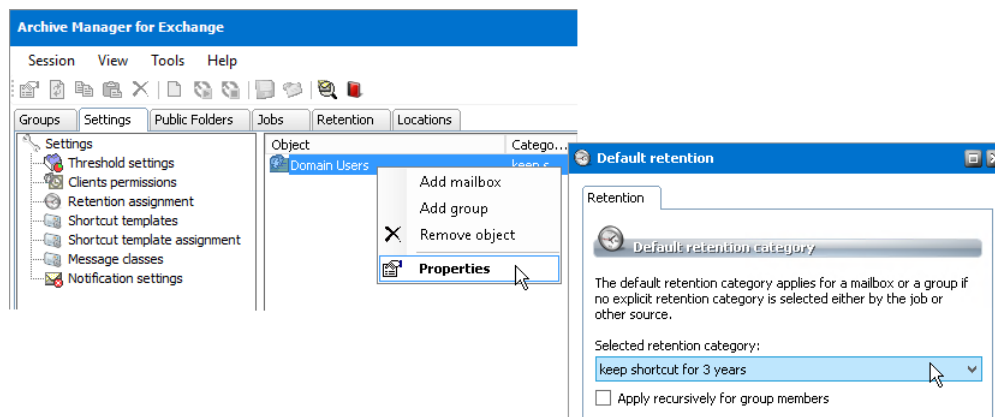 Archive Manager for Exchange
Session View Tools Help
Groups Settings Public Folders Jobs Retention Locations
Settings
Threshold settings
Clients permissions
Retention assignment
Shortcut templates
Shortcut template assignment
Message classes
Notification settings
Object Catego...
Domain Users keep s
Add mailbox
Add group
Remove object
Properties
Default retention
Retention
Default retention category
The default retention category applies for a mailbox or a group if
no explicit retention category is selected either by the job or
other source.
Selected retention category:
keep shortcut for 3 years
Apply recursively for group members